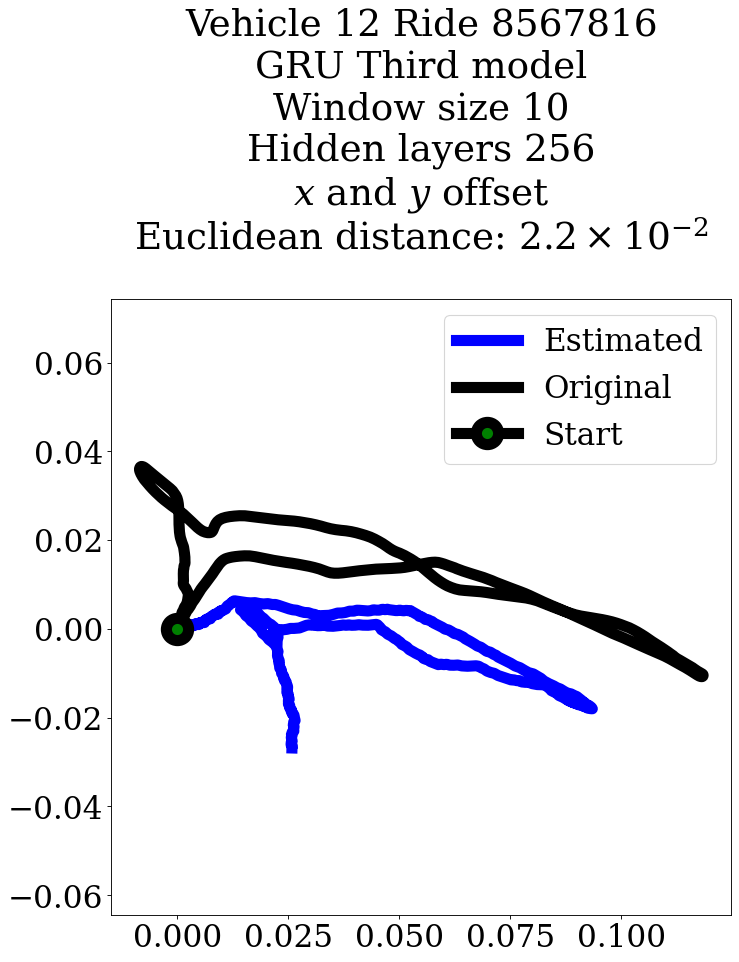 Vehicle 12 Ride 8567816
GRU Third model
Window size 10
Hidden layers 256
x and y offset
Euclidean distance: 2.2 × 10⁻²
Estimated
Original
Start
0.06
0.04
0.02
0.00
−0.02
−0.04
−0.06
0.000 0.025 0.050 0.075 0.100